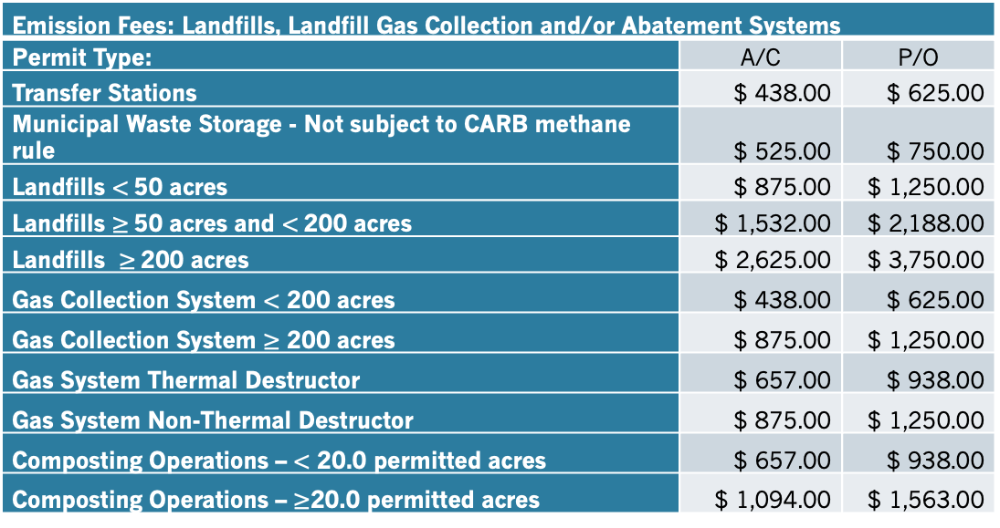 Emission Fees: Landfills, Landfill Gas Collection and/or Abatement Systems
Permit Type: A/C P/O
Transfer Stations $ 438.00 $ 625.00
Municipal Waste Storage - Not subject to CARB methane
rule $ 525.00 $ 750.00
Landfills < 50 acres $ 875.00 $ 1,250.00
Landfills ≥ 50 acres and < 200 acres $ 1,532.00 $ 2,188.00
Landfills ≥ 200 acres $ 2,625.00 $ 3,750.00
Gas Collection System < 200 acres $ 438.00 $ 625.00
Gas Collection System ≥ 200 acres $ 875.00 $ 1,250.00
Gas System Thermal Destructor $ 657.00 $ 938.00
Gas System Non-Thermal Destructor $ 875.00 $ 1,250.00
Composting Operations – < 20.0 permitted acres $ 657.00 $ 938.00
Composting Operations – ≥20.0 permitted acres $ 1,094.00 $ 1,563.00